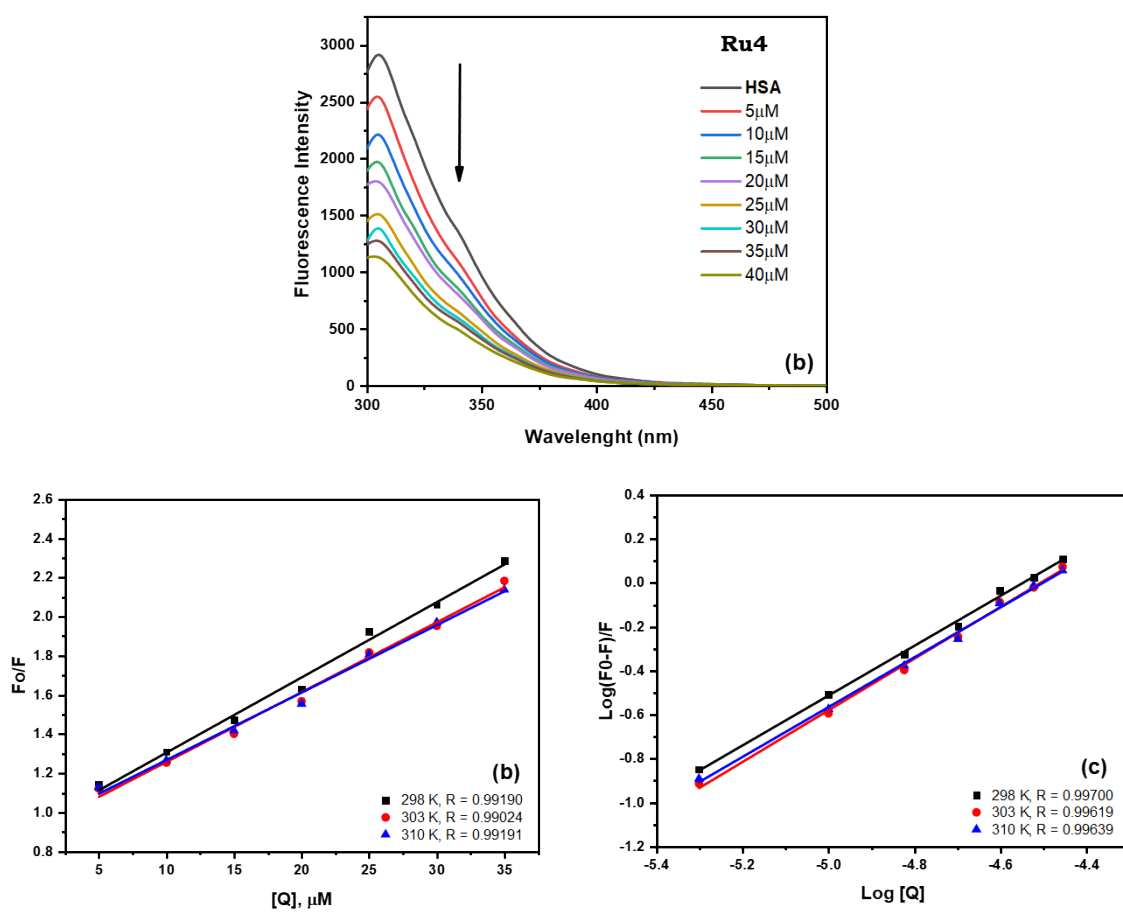 Ru4
HSA
5μM
10μM
15μM
20μM
25μM
30μM
35μM
40μM
3000
2500
2000
1500
1000
500
0
Fluorescence Intensity
300
350
400
450
500
Wavelenght (nm)
(b)
2.6
2.4
2.2
2.0
1.8
1.6
1.4
1.2
1.0
0.8
Fo/F
5
10
15
20
25
30
35
[Q], μM
(b)
298 K, R = 0.99190
303 K, R = 0.99024
310 K, R = 0.99191
0.4
0.2
0.0
-0.2
-0.4
-0.6
-0.8
-1.0
-1.2
Log(F0-F)/F
-5.4
-5.2
-5.0
-4.8
-4.6
-4.4
Log [Q]
(c)
298 K, R = 0.99700
303 K, R = 0.99619
310 K, R = 0.99639